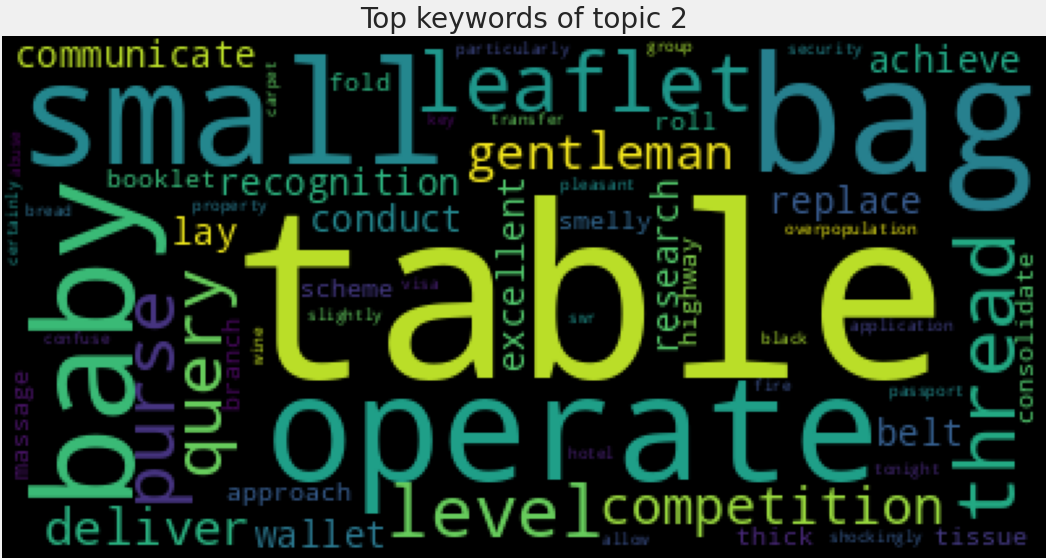 Top keywords of topic 2
communicate
particularly
group
security
achieve
small
carpet
fold
leaflet
bag
key
transfer
roll
gentleman
abuse
certainly
booklet
recognition
bread
property
lay
conduct
excellent
pleasant
smelly
research
highway
replace
overpopulation
baby
purse
query
branch
wine
table
scheme
visa
slightly
swr
black
application
thread
consolidate
confuse
massage
operate
fire
passport
hotel
belt
tonight
approach
deliver
wallet
level
competition
allow
thick
shockingly
tissue